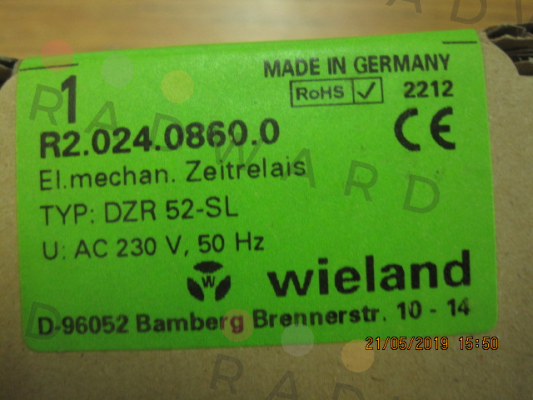 1
MADE IN GERMANY
RoHS ✓ 2212
R2.024.0860.0
CE
El.mechan. Zeitrelais
TYP: DZR 52-SL
U: AC 230 V, 50 Hz
W wieland
D-96052 Bamberg Brennerstr. 10 - 14
21/05/2019 15:50
RADWARD